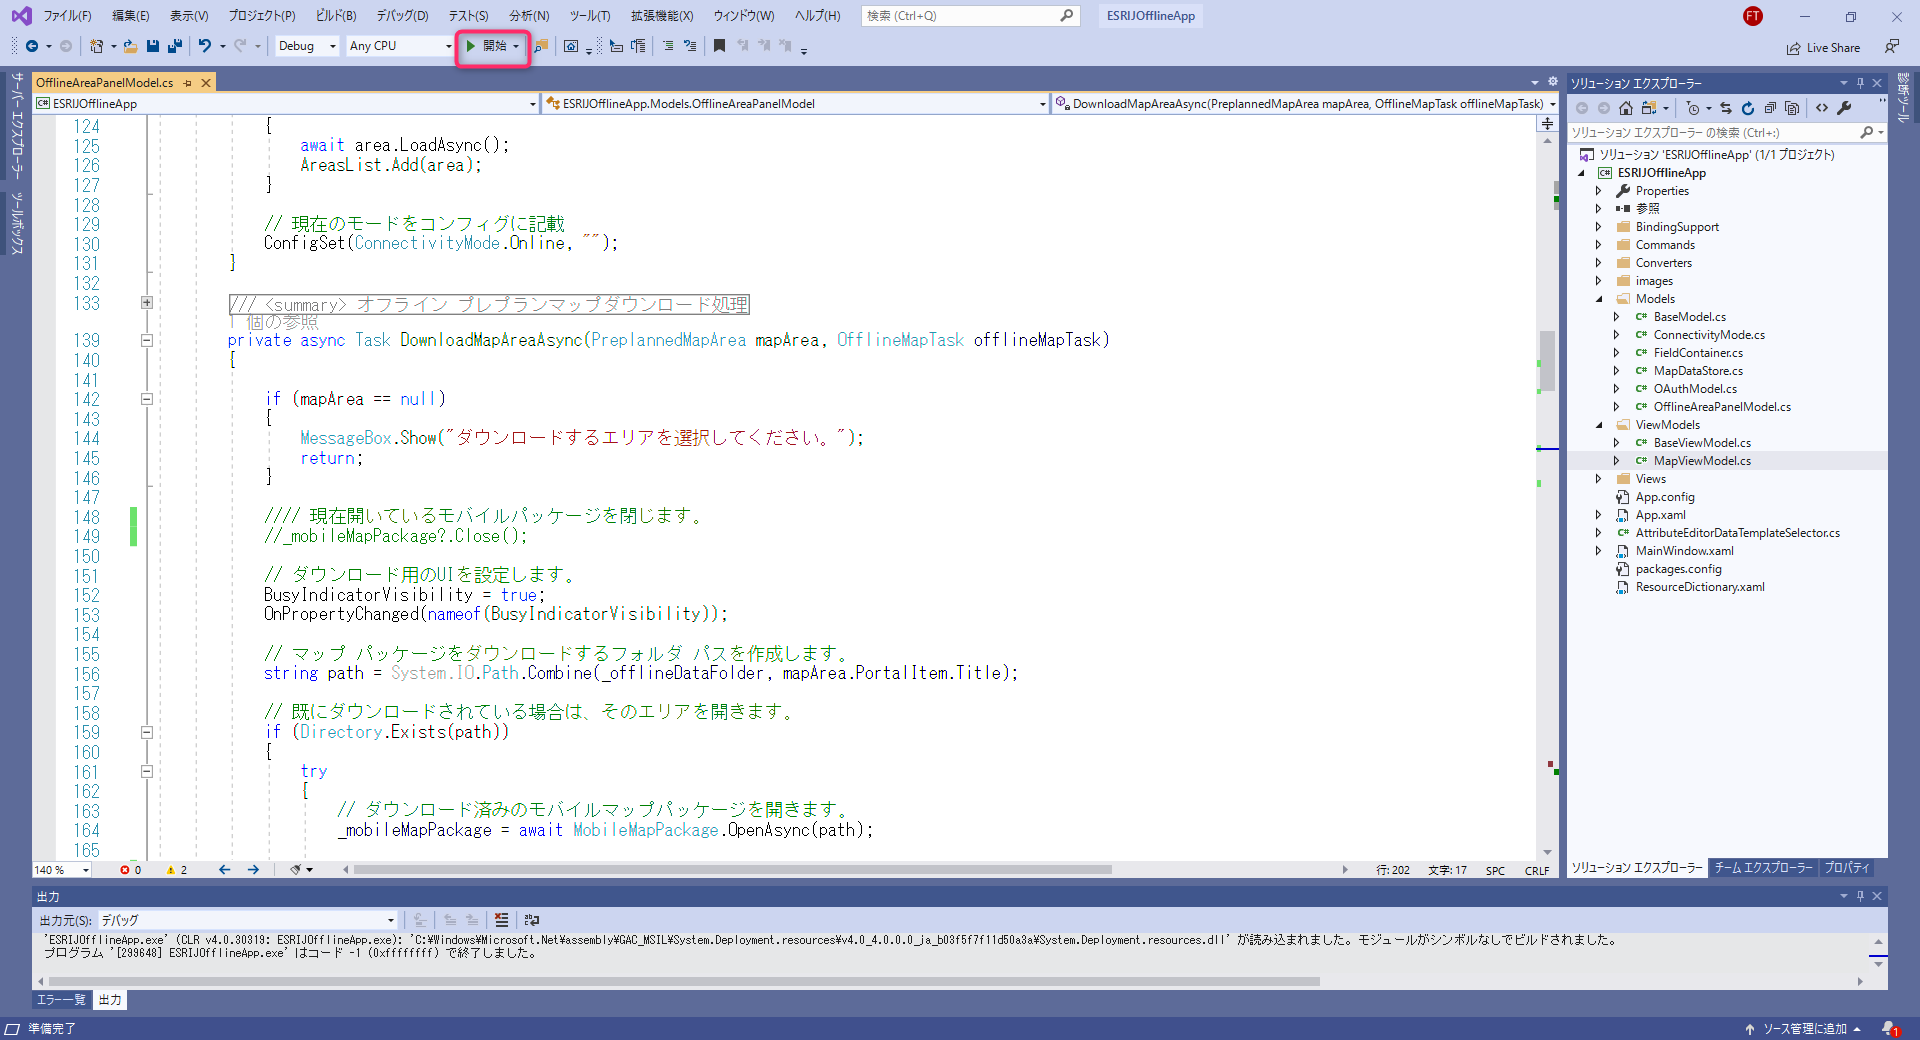 ファイル(F) 編集(E) 表示(V) プロジェクト(P) ビルド(B) デバッグ(D) テスト(S) 分析(N) ツール(T) 拡張機能(X) ウィンドウ(W) ヘルプ(H) 検索 (Ctrl+Q) ESRIJOfflineApp FT
Debug Any CPU 開始 Live Share
サーバー エクスプローラー
ツールボックス
OfflineAreaPanelModel.cs
ESRIJOfflineApp ESRIJOfflineApp.Models.OfflineAreaPanelModel DownloadMapAreaAsync(PreplannedMapArea mapArea, OfflineMapTask offlineMapTask)
124 {
125 await area.LoadAsync();
126 AreasList.Add(area);
127 }
128
129 // 現在のモードをコンフィグに記載
130 ConfigSet(ConnectivityMode.Online, "");
131 }
132
133 /// <summary> オフライン プレプランマップダウンロード処理
1 個の参照
139 private async Task DownloadMapAreaAsync(PreplannedMapArea mapArea, OfflineMapTask offlineMapTask)
140 {
141
142 if (mapArea == null)
143 {
144 MessageBox.Show("ダウンロードするエリアを選択してください。");
145 return;
146 }
147
148 //// 現在開いているモバイルパッケージを閉じます。
149 //_mobileMapPackage?.Close();
150
151 // ダウンロード用のUIを設定します。
152 BusyIndicatorVisibility = true;
153 OnPropertyChanged(nameof(BusyIndicatorVisibility));
154
155 // マップ パッケージをダウンロードするフォルダ パスを作成します。
156 string path = System.IO.Path.Combine(_offlineDataFolder, mapArea.PortalItem.Title);
157
158 // 既にダウンロードされている場合は、そのエリアを開きます。
159 if (Directory.Exists(path))
160 {
161 try
162 {
163 // ダウンロード済みのモバイルマップパッケージを開きます。
164 _mobileMapPackage = await MobileMapPackage.OpenAsync(path);
165
140 % 0 2 行: 202 文字: 17 SPC CRLF
ソリューション エクスプローラー
ソリューション エクスプローラー の検索 (Ctrl+:)
ソリューション 'ESRIJOfflineApp' (1/1 プロジェクト)
ESRIJOfflineApp
Properties
参照
BindingSupport
Commands
Converters
images
Models
BaseModel.cs
ConnectivityMode.cs
FieldContainer.cs
MapDataStore.cs
OAuthModel.cs
OfflineAreaPanelModel.cs
ViewModels
BaseViewModel.cs
MapViewModel.cs
Views
App.config
App.xaml
AttributeEditorDataTemplateSelector.cs
MainWindow.xaml
packages.config
ResourceDictionary.xaml
ソリューション エクスプローラー チーム エクスプローラー プロパティ
診断ツール
出力
出力元(S): デバッグ
'ESRIJOfflineApp.exe' (CLR v4.0.30319: ESRIJOfflineApp.exe): 'C:\Windows\Microsoft.Net\assembly\GAC_MSIL\System.Deployment.resources\v4.0_4.0.0.0_ja_b03f5f7f11d50a3a\System.Deployment.resources.dll' が読み込まれました。モジュールがシンボルなしでビルドされました。
プログラム '[299648] ESRIJOfflineApp.exe' はコード -1 (0xffffffff) で終了しました。
エラー一覧 出力
準備完了 ソース管理に追加 1